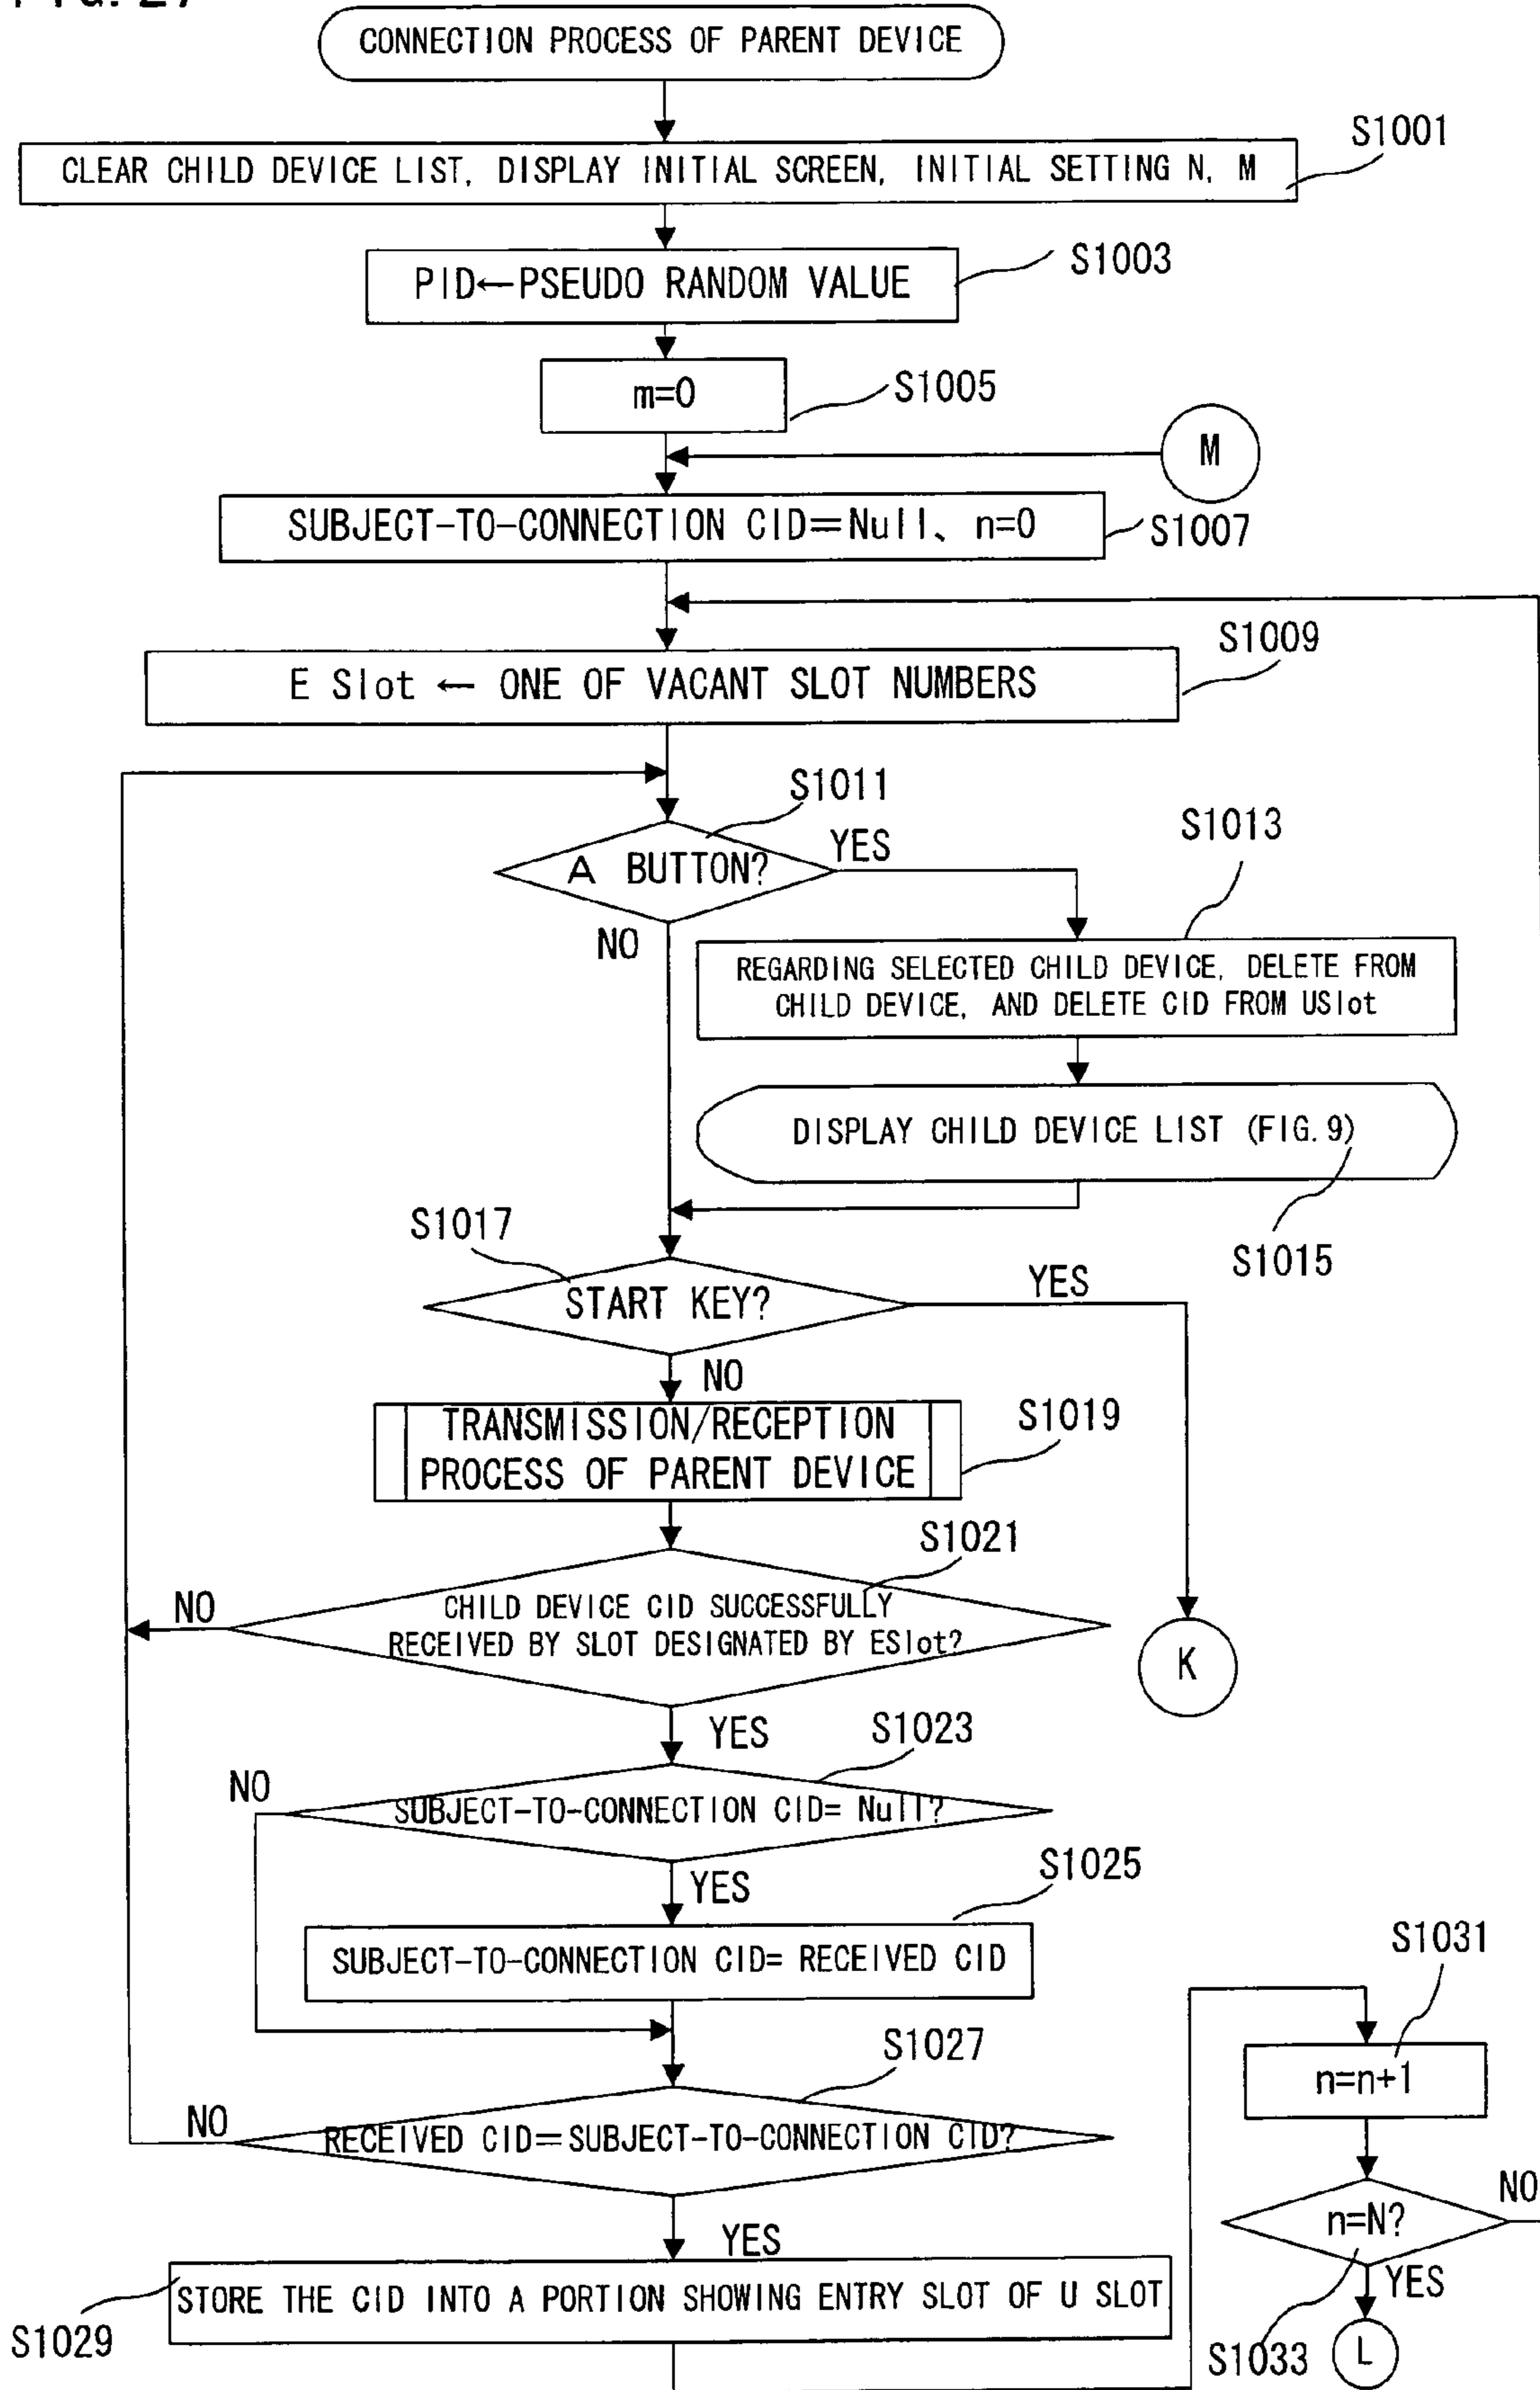 CONNECTION PROCESS OF PARENT DEVICE
S1001
CLEAR CHILD DEVICE LIST, DISPLAY INITIAL SCREEN, INITIAL SETTING N, M
S1003
PID←PSEUDO RANDOM VALUE
m=0
S1005
M
SUBJECT-TO-CONNECTION CID=Null、n=0
S1007
S1009
E Slot ← ONE OF VACANT SLOT NUMBERS
S1011
A BUTTON?
YES
NO
S1013
REGARDING SELECTED CHILD DEVICE, DELETE FROM
CHILD DEVICE, AND DELETE CID FROM USlot
DISPLAY CHILD DEVICE LIST (FIG.9)
S1015
S1017
START KEY?
YES
NO
TRANSMISSION/RECEPTION
PROCESS OF PARENT DEVICE
S1019
S1021
CHILD DEVICE CID SUCCESSFULLY
RECEIVED BY SLOT DESIGNATED BY ESlot?
NO
K
YES
S1023
NO
SUBJECT-TO-CONNECTION CID= Null?
YES
S1025
SUBJECT-TO-CONNECTION CID= RECEIVED CID
S1027
NO
RECEIVED CID=SUBJECT-TO-CONNECTION CID?
YES
STORE THE CID INTO A PORTION SHOWING ENTRY SLOT OF U SLOT
S1029
S1031
n=n+1
n=N?
NO
YES
S1033
L